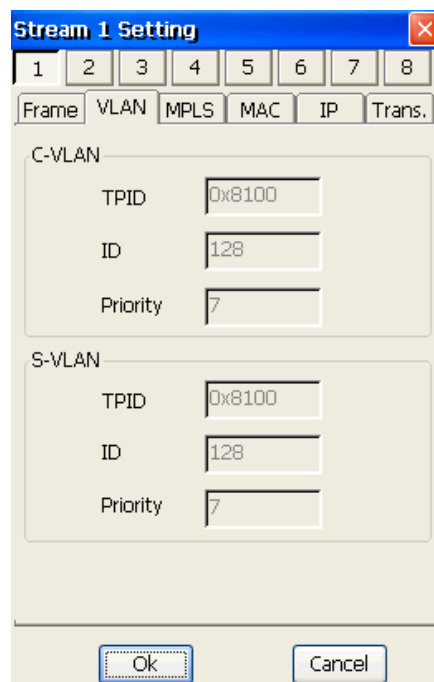 Stream 1 Setting
1 2 3 4 5 6 7 8
Frame VLAN MPLS MAC IP Trans.
C-VLAN
TPID 0x8100
ID 128
Priority 7
S-VLAN
TPID 0x8100
ID 128
Priority 7
Ok Cancel